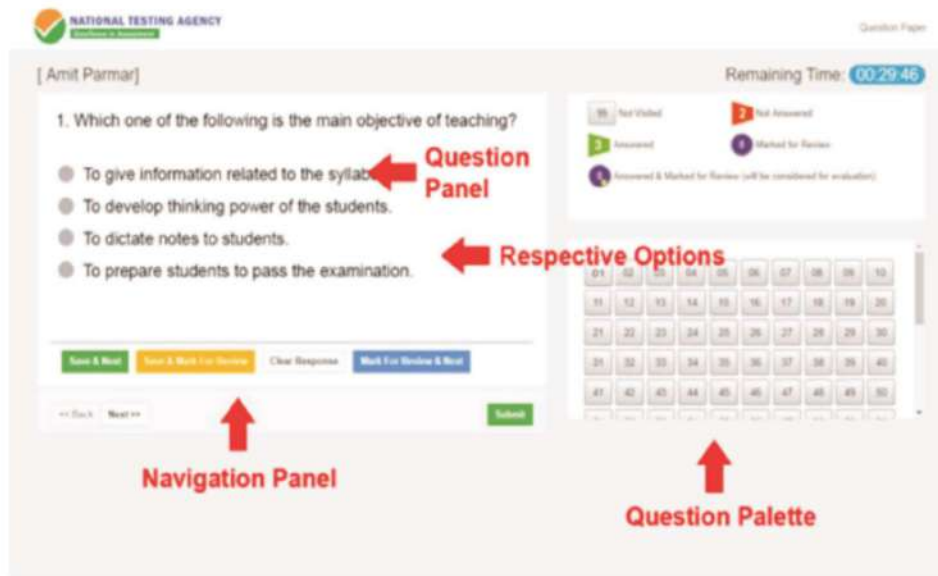 NATIONAL TESTING AGENCY
Excellence in Assessment
Question Paper
[ Amit Parmar]
Remaining Time: 00:29:46
1. Which one of the following is the main objective of teaching?
To give information related to the syllab
To develop thinking power of the students.
To dictate notes to students.
To prepare students to pass the examination.
Question
Panel
Respective Options
Save & Next Save & Mark For Review Clear Response Mark For Review & Next
<< Back Next >> Submit
Navigation Panel
Not Visited 2 Not Answered
3 Answered Marked for Review
Answered & Marked for Review (will be considered for evaluation)
01 02 04 05 06 07 08 09 10
11 12 13 14 15 16 17 18 19 20
21 22 23 24 25 26 27 28 29 30
31 32 33 34 35 36 37 38 39 40
41 42 43 44 45 46 47 48 49 50
Question Palette